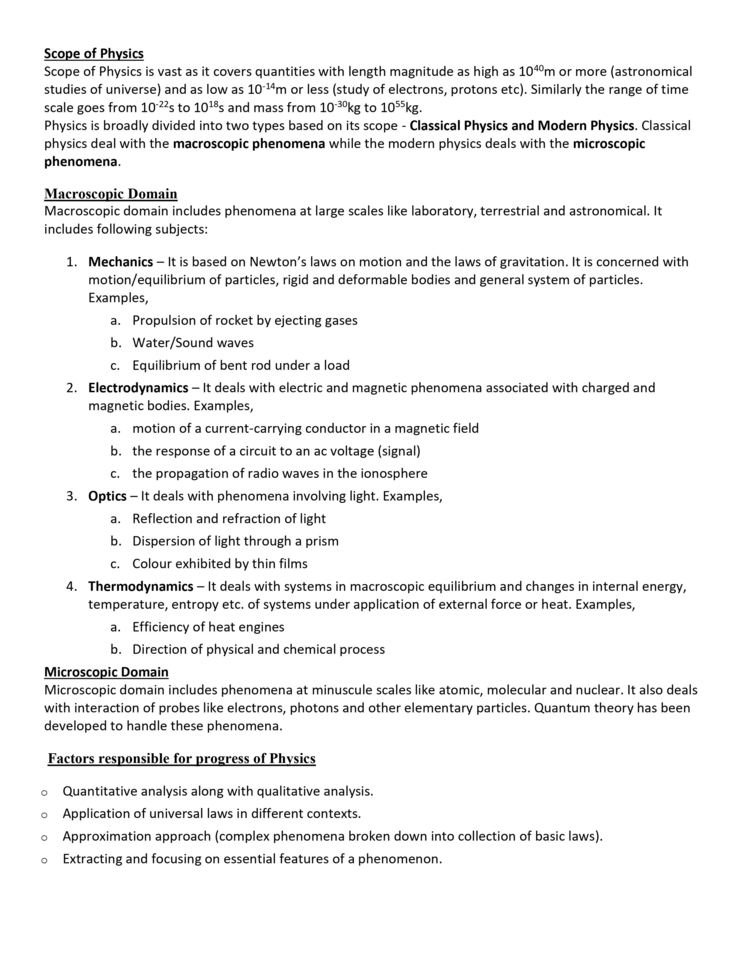 Scope of Physics
Scope of Physics is vast as it covers quantities with length magnitude as high as 10⁴⁰m or more (astronomical
studies of universe) and as low as 10⁻¹⁴m or less (study of electrons, protons etc). Similarly the range of time
scale goes from 10⁻²²s to 10¹⁸s and mass from 10⁻³⁰kg to 10⁵⁵kg.
Physics is broadly divided into two types based on its scope - Classical Physics and Modern Physics. Classical
physics deal with the macroscopic phenomena while the modern physics deals with the microscopic
phenomena.
Macroscopic Domain
Macroscopic domain includes phenomena at large scales like laboratory, terrestrial and astronomical. It
includes following subjects:
1. Mechanics – It is based on Newton’s laws on motion and the laws of gravitation. It is concerned with
motion/equilibrium of particles, rigid and deformable bodies and general system of particles.
Examples,
a. Propulsion of rocket by ejecting gases
b. Water/Sound waves
c. Equilibrium of bent rod under a load
2. Electrodynamics – It deals with electric and magnetic phenomena associated with charged and
magnetic bodies. Examples,
a. motion of a current-carrying conductor in a magnetic field
b. the response of a circuit to an ac voltage (signal)
c. the propagation of radio waves in the ionosphere
3. Optics – It deals with phenomena involving light. Examples,
a. Reflection and refraction of light
b. Dispersion of light through a prism
c. Colour exhibited by thin films
4. Thermodynamics – It deals with systems in macroscopic equilibrium and changes in internal energy,
temperature, entropy etc. of systems under application of external force or heat. Examples,
a. Efficiency of heat engines
b. Direction of physical and chemical process
Microscopic Domain
Microscopic domain includes phenomena at minuscule scales like atomic, molecular and nuclear. It also deals
with interaction of probes like electrons, photons and other elementary particles. Quantum theory has been
developed to handle these phenomena.
Factors responsible for progress of Physics
o Quantitative analysis along with qualitative analysis.
o Application of universal laws in different contexts.
o Approximation approach (complex phenomena broken down into collection of basic laws).
o Extracting and focusing on essential features of a phenomenon.